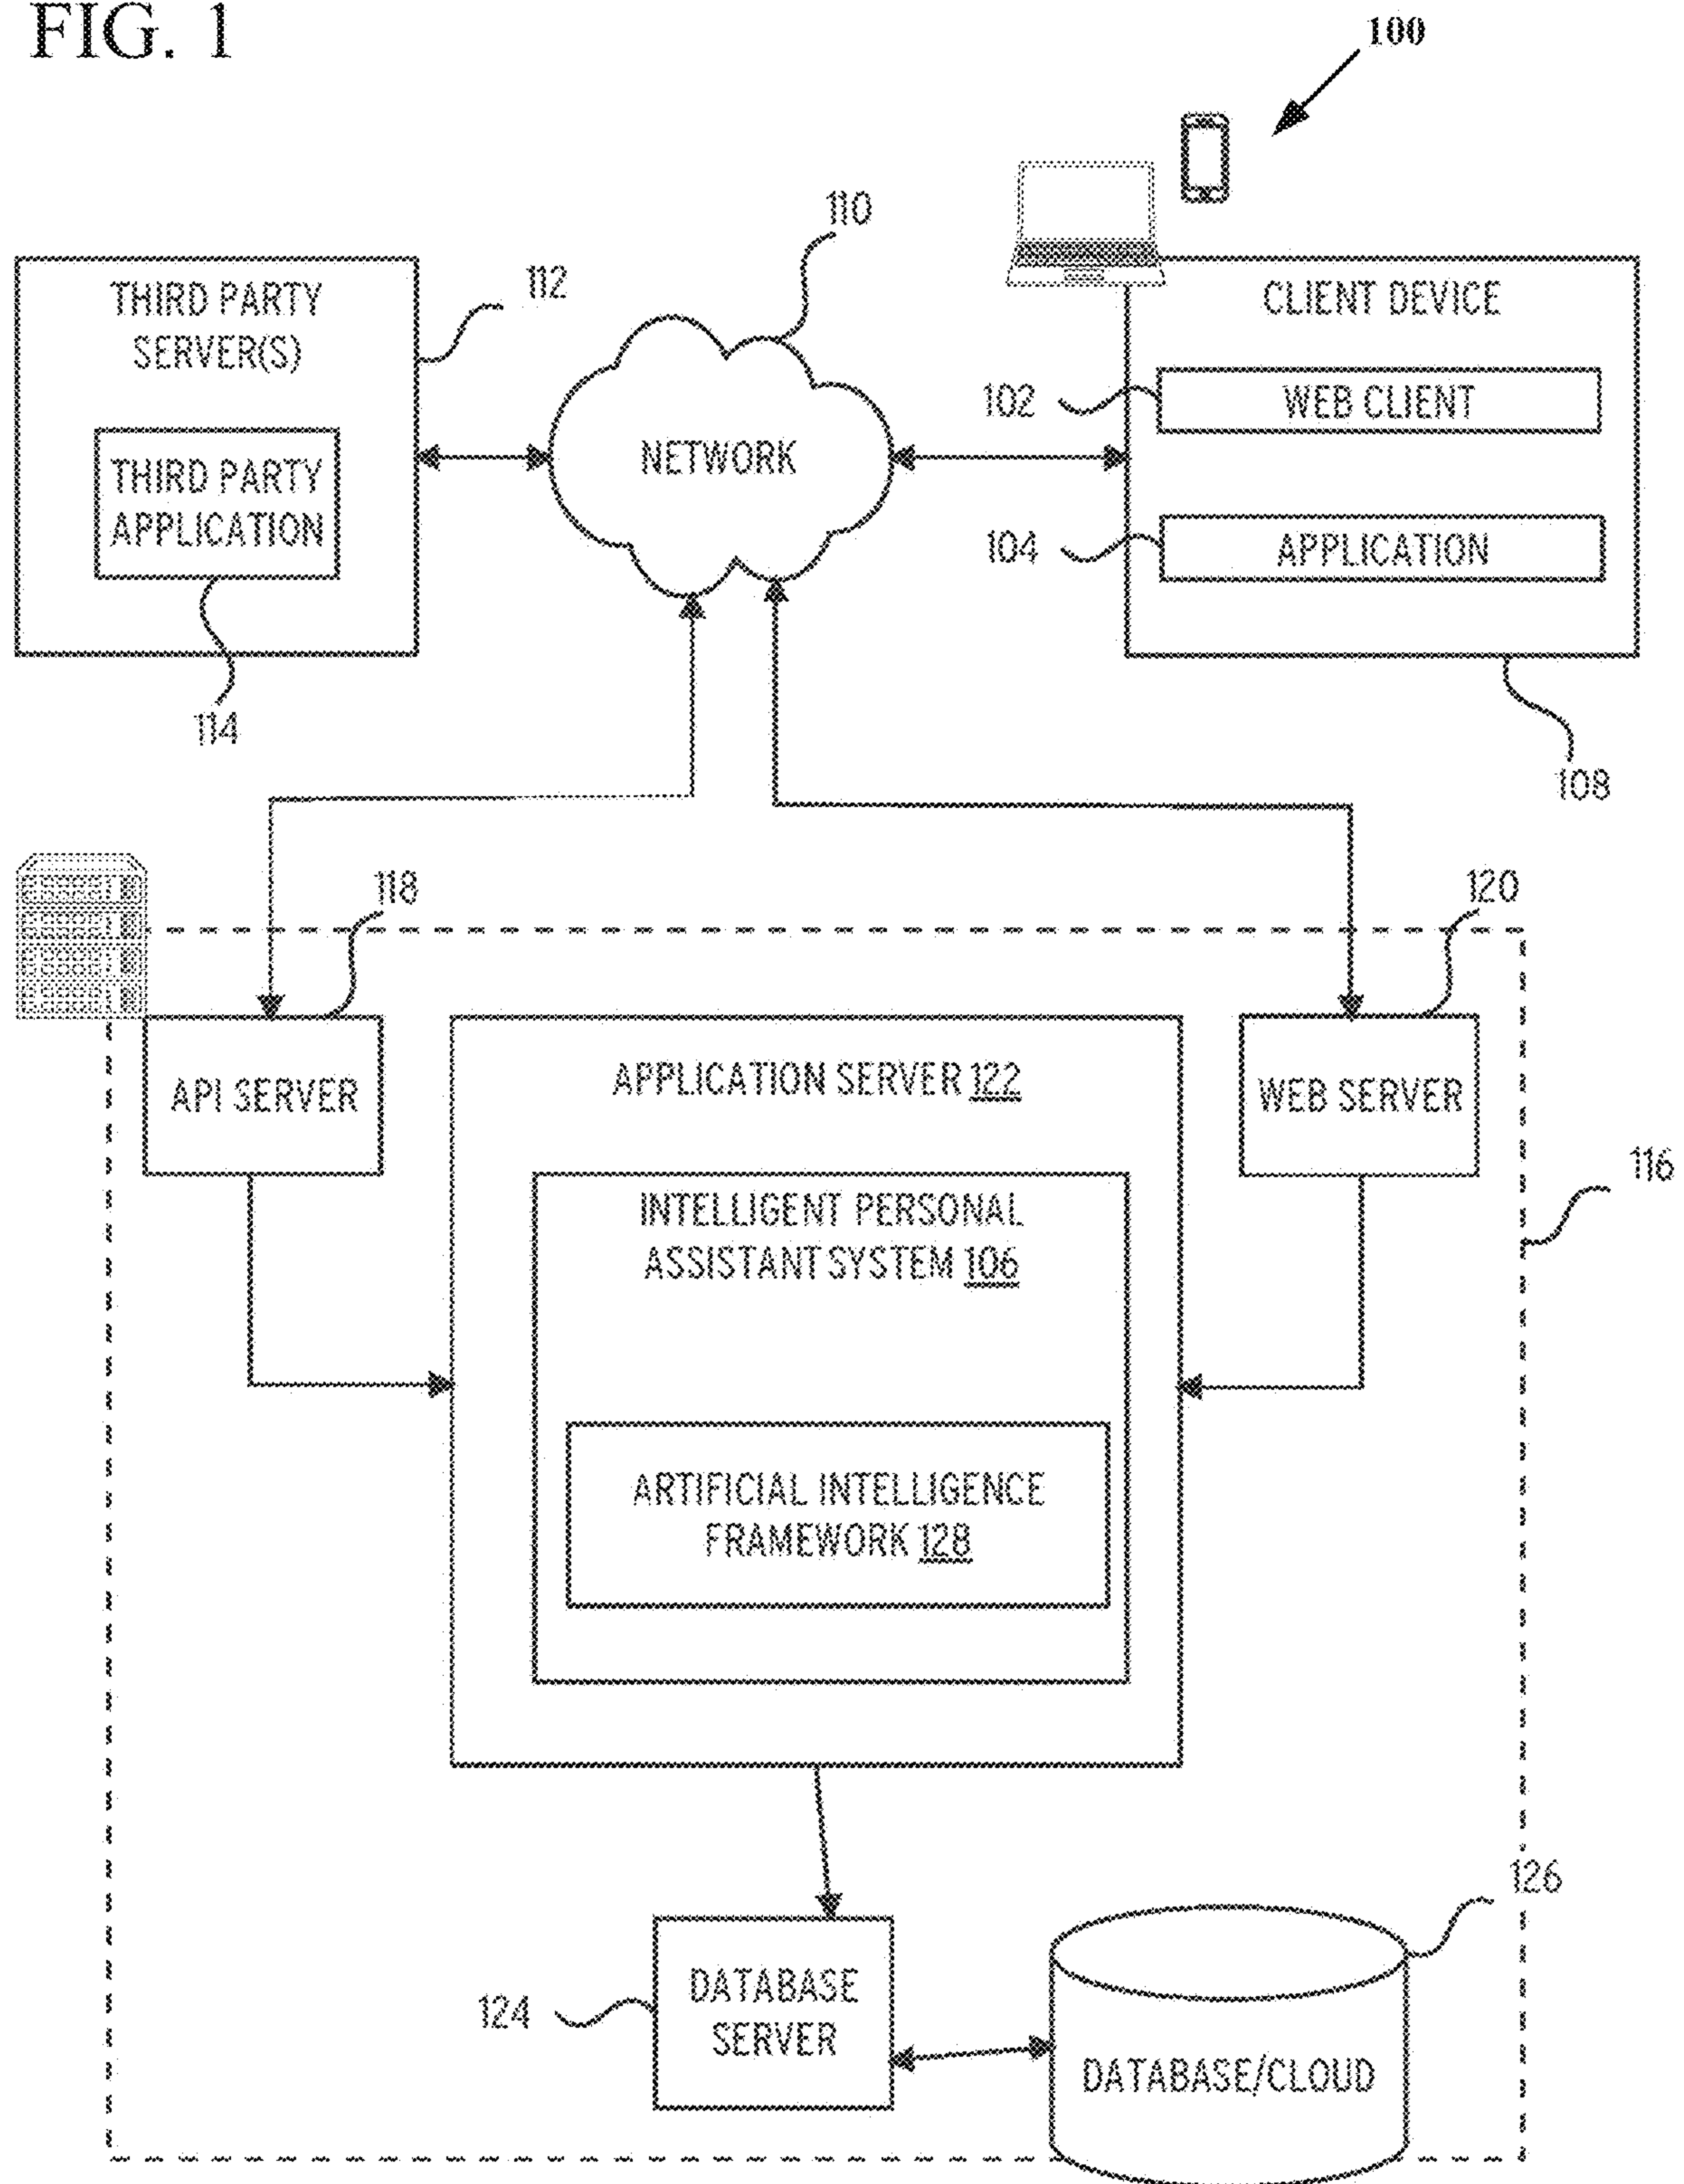 FIG. 1
100
110
112
THIRD PARTY
SERVER(S)
CLIENT DEVICE
102
WEB CLIENT
NETWORK
THIRD PARTY
APPLICATION
104
APPLICATION
114
108
118
120
APPLICATION SERVER 122
API SERVER
WEB SERVER
116
INTELLIGENT PERSONAL
ASSISTANT SYSTEM 106
ARTIFICIAL INTELLIGENCE
FRAMEWORK 128
126
124
DATABASE
SERVER
DATABASE/CLOUD